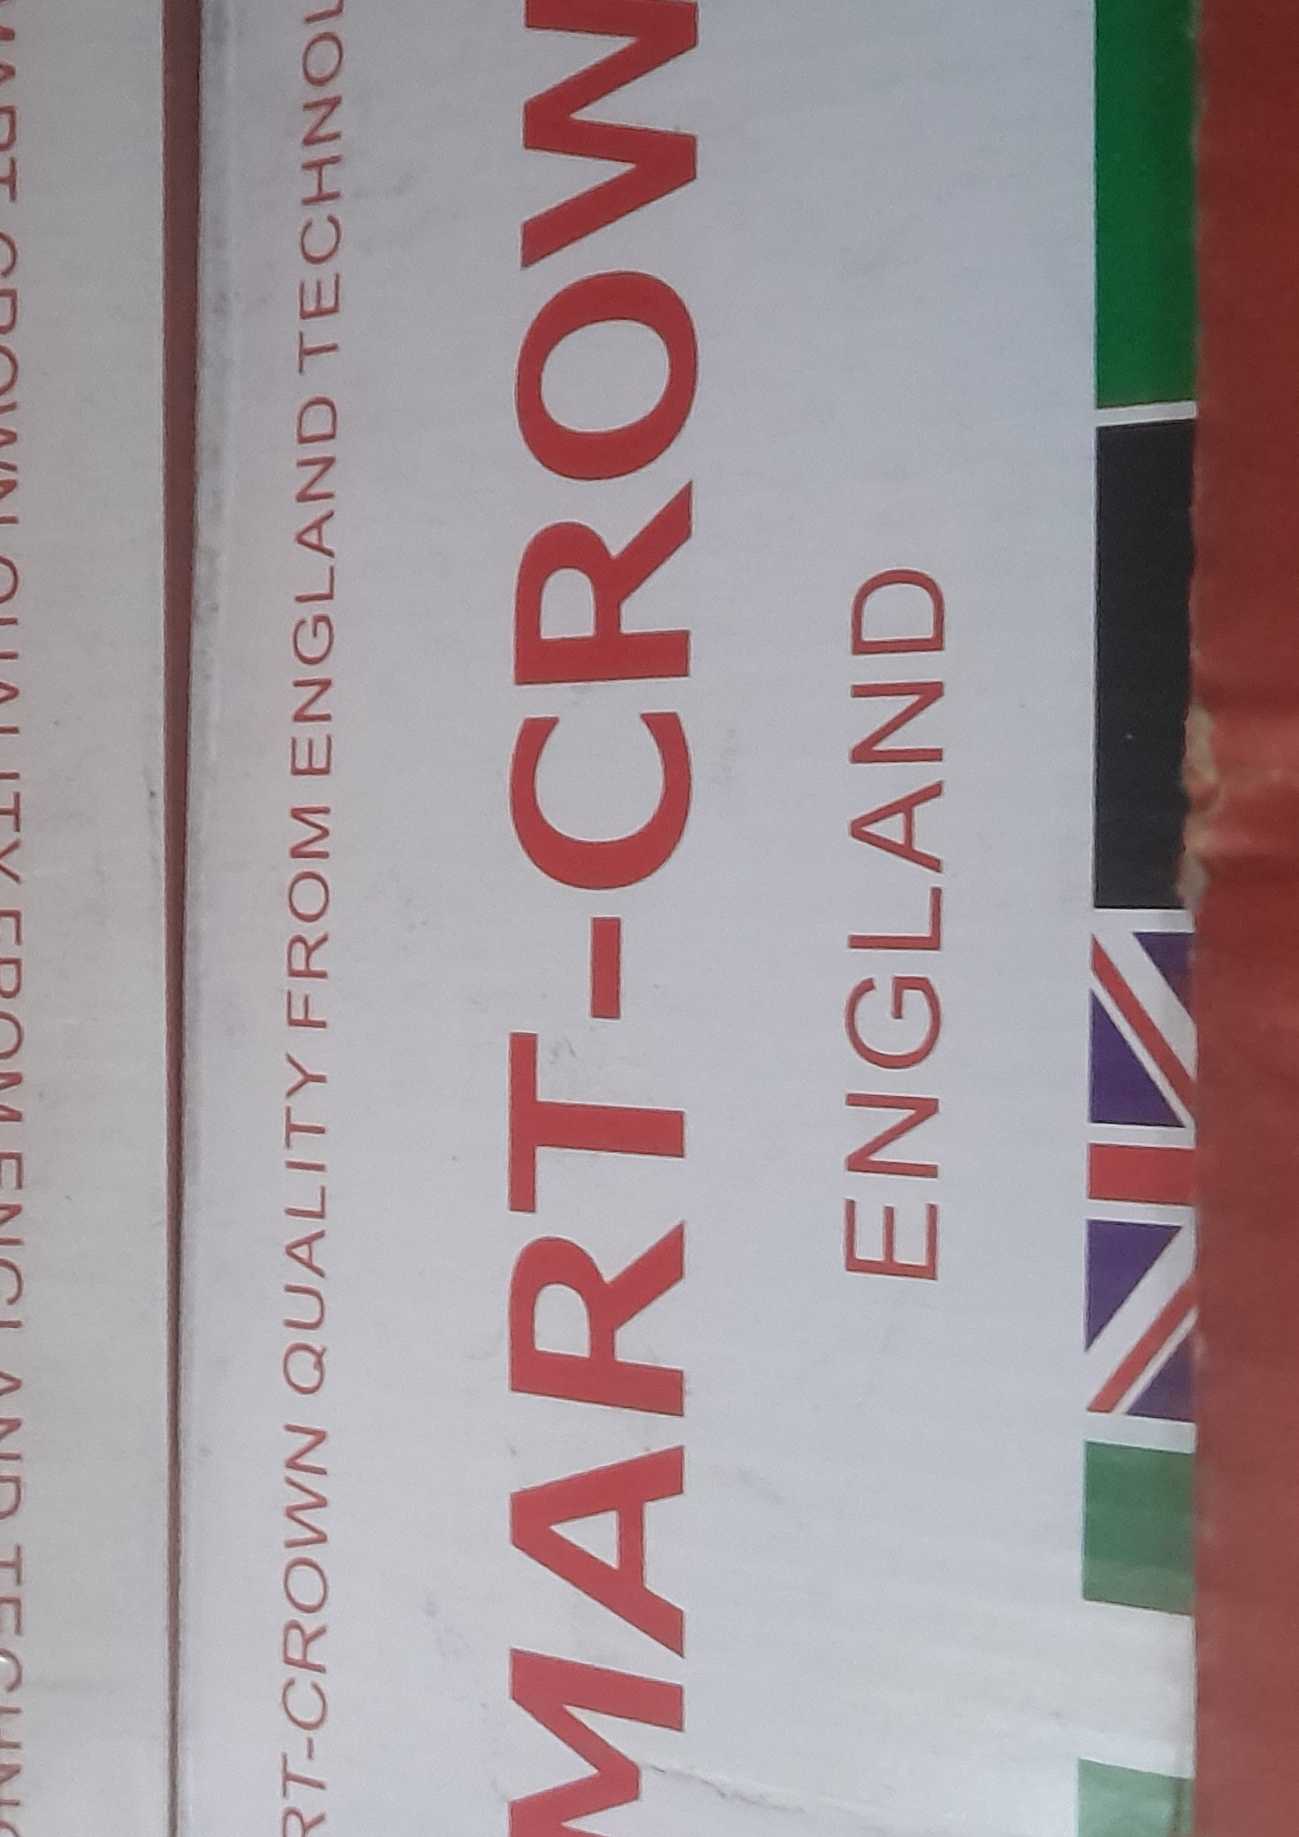 RT-CROWN QUALITY FROM ENGLAND TECHNOL
MART-CROW
ENGLAND